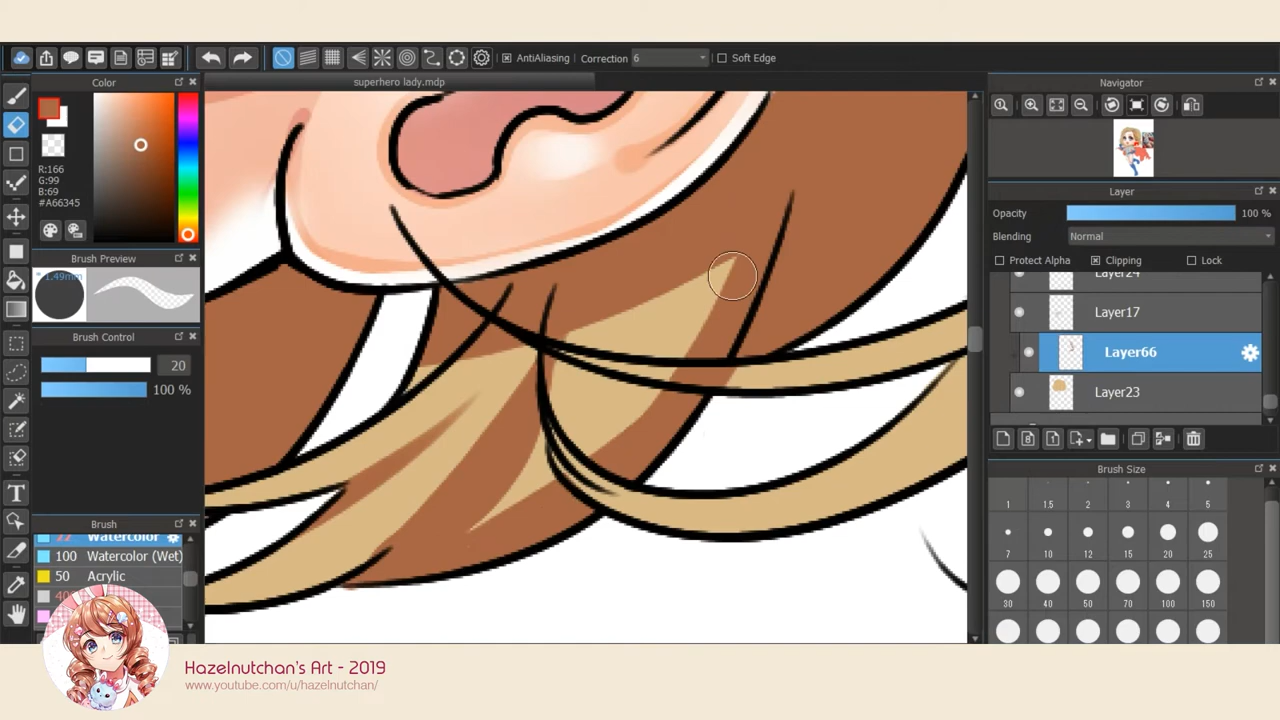 AntiAliasing Correction 6 Soft Edge
Color
superhero lady.mdp
Navigator
R:166
G:99
B:69
#A66345
Layer
Opacity 100 %
Blending Normal
Protect Alpha Clipping Lock
Brush Preview
1.49mm
Layer24
Layer17
Layer66
Layer23
Brush Control
20
100 %
Brush Size
1 1.5 2 3 4 5
7 10 12 15 20 25
30 40 50 70 100 150
Brush
Watercolor
100 Watercolor (Wet)
50 Acrylic
T
Hazelnutchan's Art - 2019
www.youtube.com/u/hazelnutchan/